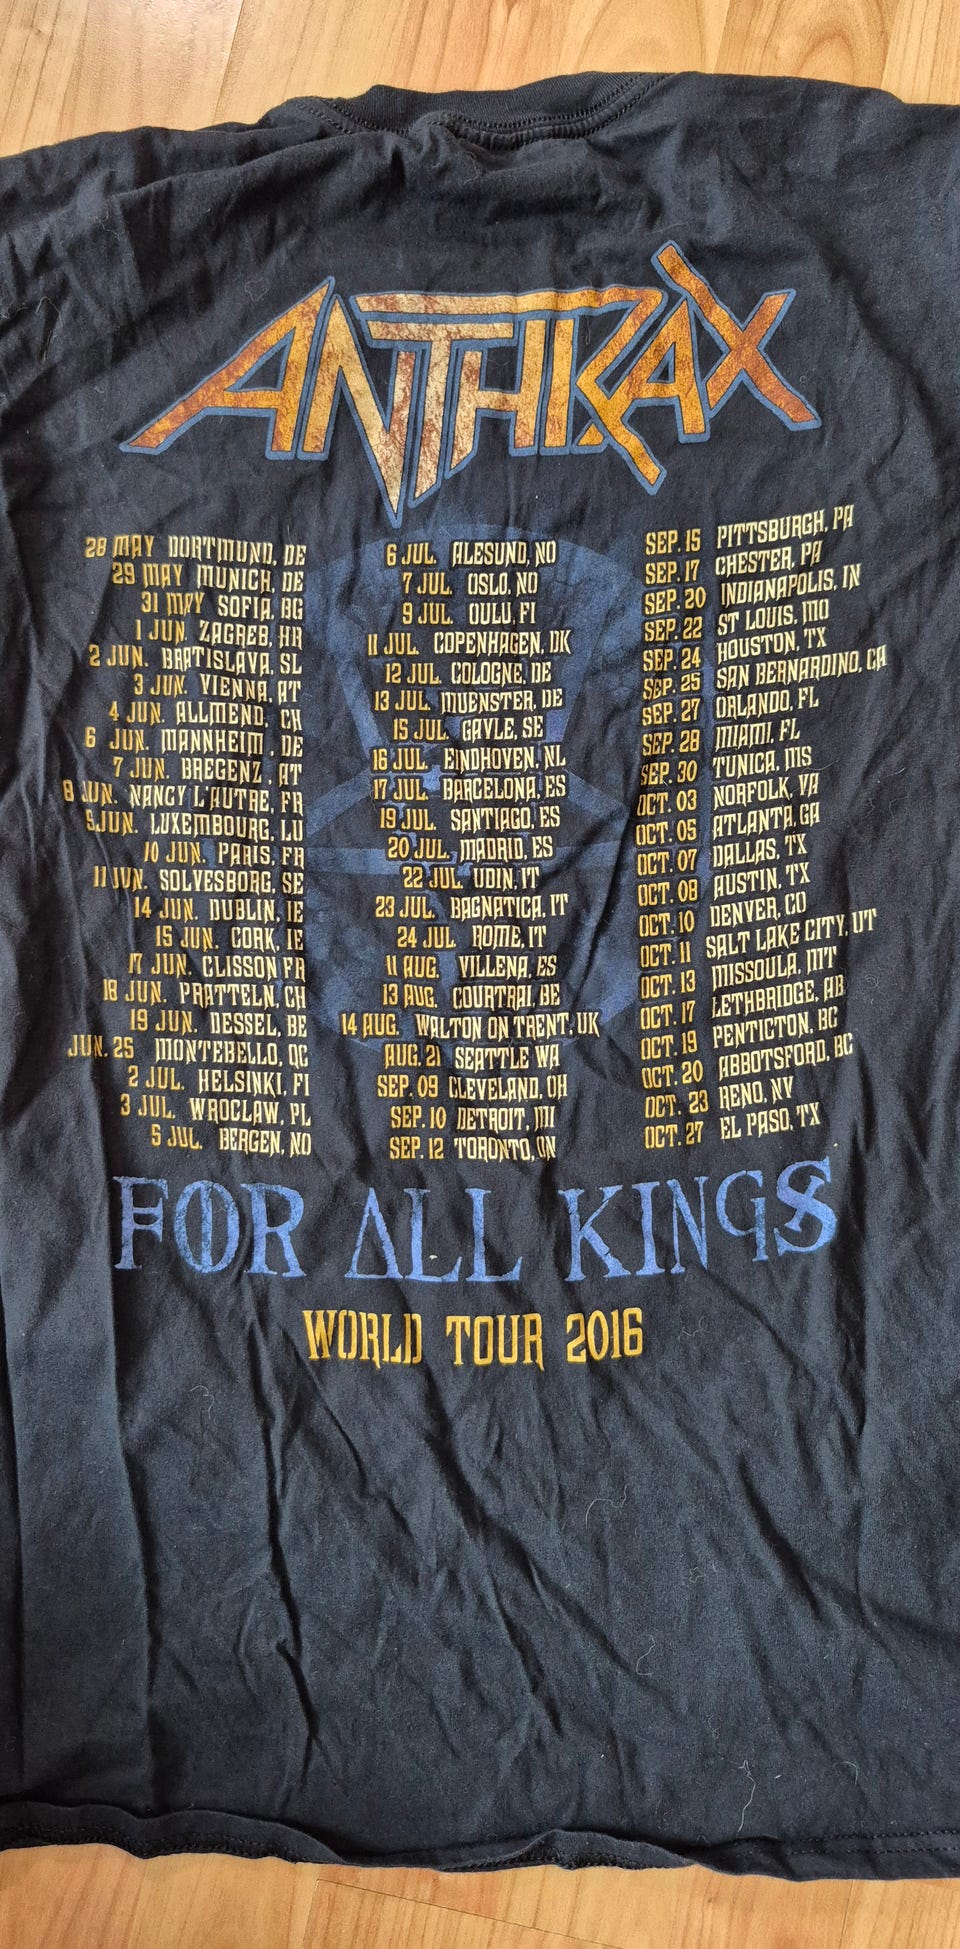 ANTHRAX
28 MAY DORTMUND, DE
29 MAY MUNICH, DE
31 MAY SOFIA, BG
1 JUN. ZAGREB, HR
2 JUN. BRATISLAVA, SL
3 JUN. VIENNA, AT
4 JUN. ALLMEND, CH
6 JUN. MANNHEIM, DE
7 JUN. BREGENZ, AT
8 JUN. NANCY L'AUTRE, FR
9 JUN. LUXEMBOURG, LU
10 JUN. PARIS, FR
11 JUN. SOLVESBORG, SE
14 JUN. DUBLIN, IE
15 JUN. CORK, IE
17 JUN. CLISSON FR
18 JUN. PRATTELN, CH
19 JUN. DESSEL, BE
JUN. 25 MONTEBELLO, QC
2 JUL. HELSINKI, FI
3 JUL. WROCLAW, PL
5 JUL. BERGEN, NO
6 JUL. ALESUND, NO
7 JUL. OSLO, NO
9 JUL. OULU, FI
11 JUL. COPENHAGEN, DK
12 JUL. COLOGNE, DE
13 JUL. MUENSTER, DE
15 JUL. GAVLE, SE
16 JUL. EINDHOVEN, NL
17 JUL. BARCELONA, ES
19 JUL. SANTIAGO, ES
20 JUL. MADRID, ES
22 JUL. UDIN, IT
23 JUL. BAGNATICA, IT
24 JUL. ROME, IT
11 AUG. VILLENA, ES
13 AUG. COURTRAI, BE
14 AUG. WALTON ON TRENT, UK
AUG. 21 SEATTLE WA
SEP. 09 CLEVELAND, OH
SEP. 10 DETROIT, MI
SEP. 12 TORONTO, ON
SEP. 15 PITTSBURGH, PA
SEP. 17 CHESTER, PA
SEP. 20 INDIANAPOLIS, IN
SEP. 22 ST LOUIS, MO
SEP. 24 HOUSTON, TX
SEP. 25 SAN BERNARDINO, CA
SEP. 27 ORLANDO, FL
SEP. 28 MIAMI, FL
SEP. 30 TUNICA, MS
OCT. 03 NORFOLK, VA
OCT. 05 ATLANTA, GA
OCT. 07 DALLAS, TX
OCT. 08 AUSTIN, TX
OCT. 10 DENVER, CO
OCT. 11 SALT LAKE CITY, UT
OCT. 13 MISSOULA, MT
OCT. 17 LETHBRIDGE, AB
OCT. 19 PENTICTON, BC
OCT. 20 ABBOTSFORD, BC
OCT. 23 RENO, NV
OCT. 27 EL PASO, TX
FOR ALL KINGS
WORLD TOUR 2016